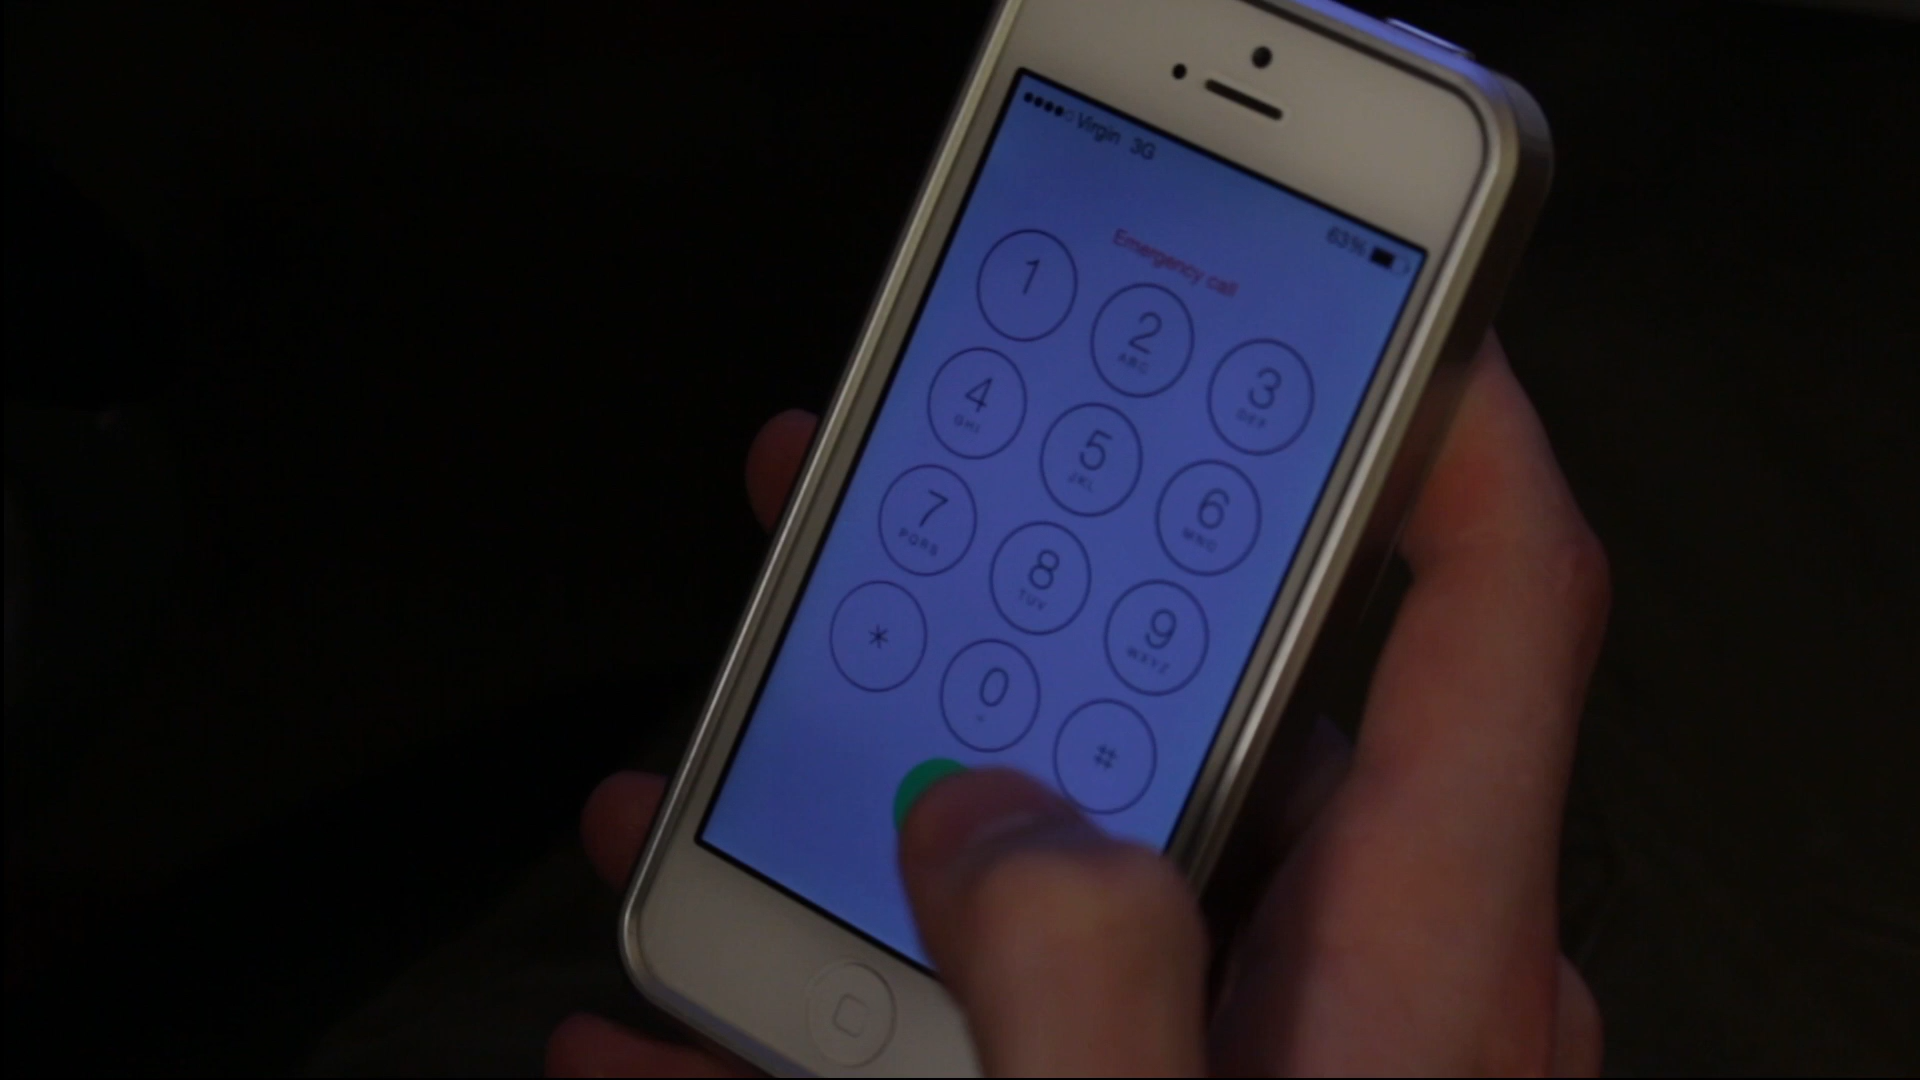 Virgin 3G
63%
Emergency call
1
2
ABC
3
DEF
4
GHI
5
JKL
6
MNO
7
PQRS
8
TUV
9
WXYZ
*
0
+
#